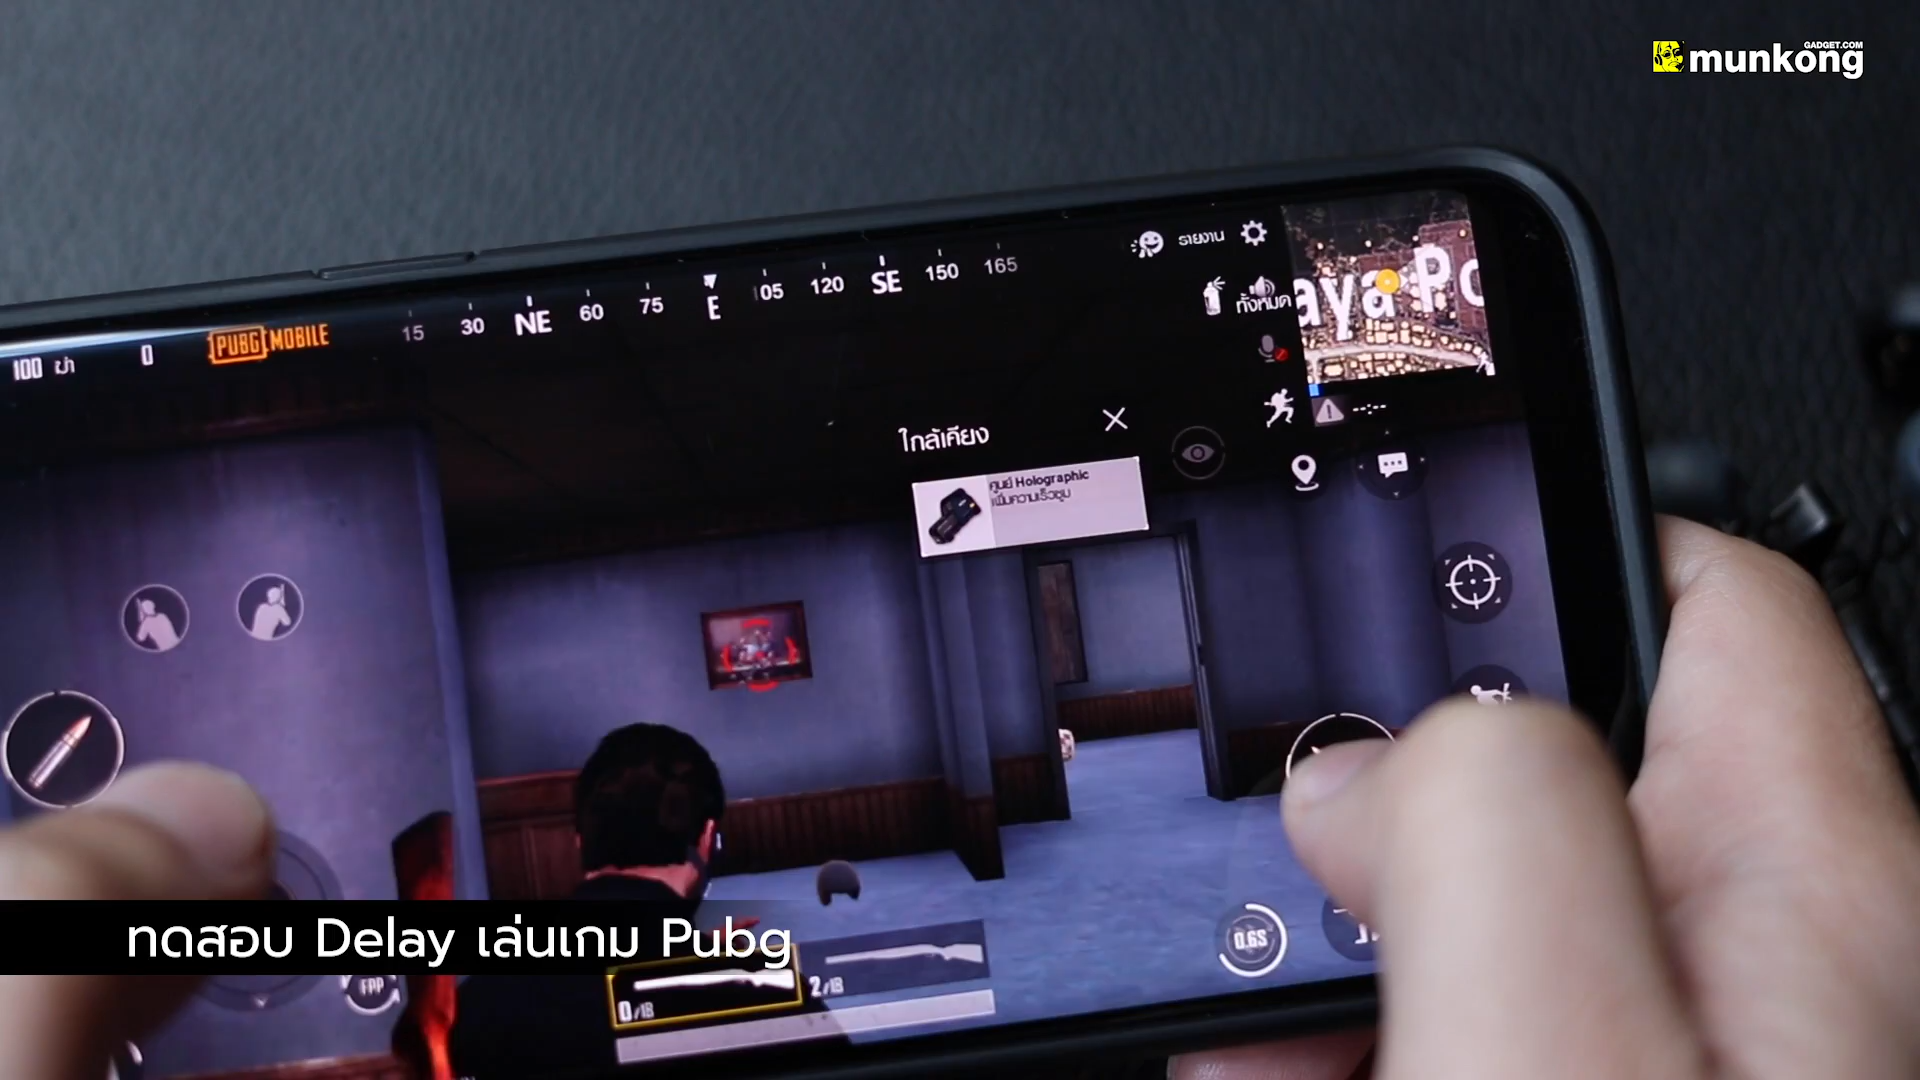 GADGET.COM
munkong
15 30 NE 60 75 E 105 120 SE 150 165
รายงาน
100 0 PUBG MOBILE
ทั้งหมด
aya Po
ใกล้เคียง
ศูนย์ Holographic
เพิ่มความเร็วซูม
ทดสอบ Delay เล่นเกม Pubg
0.6S
FPP
0/18
2/18